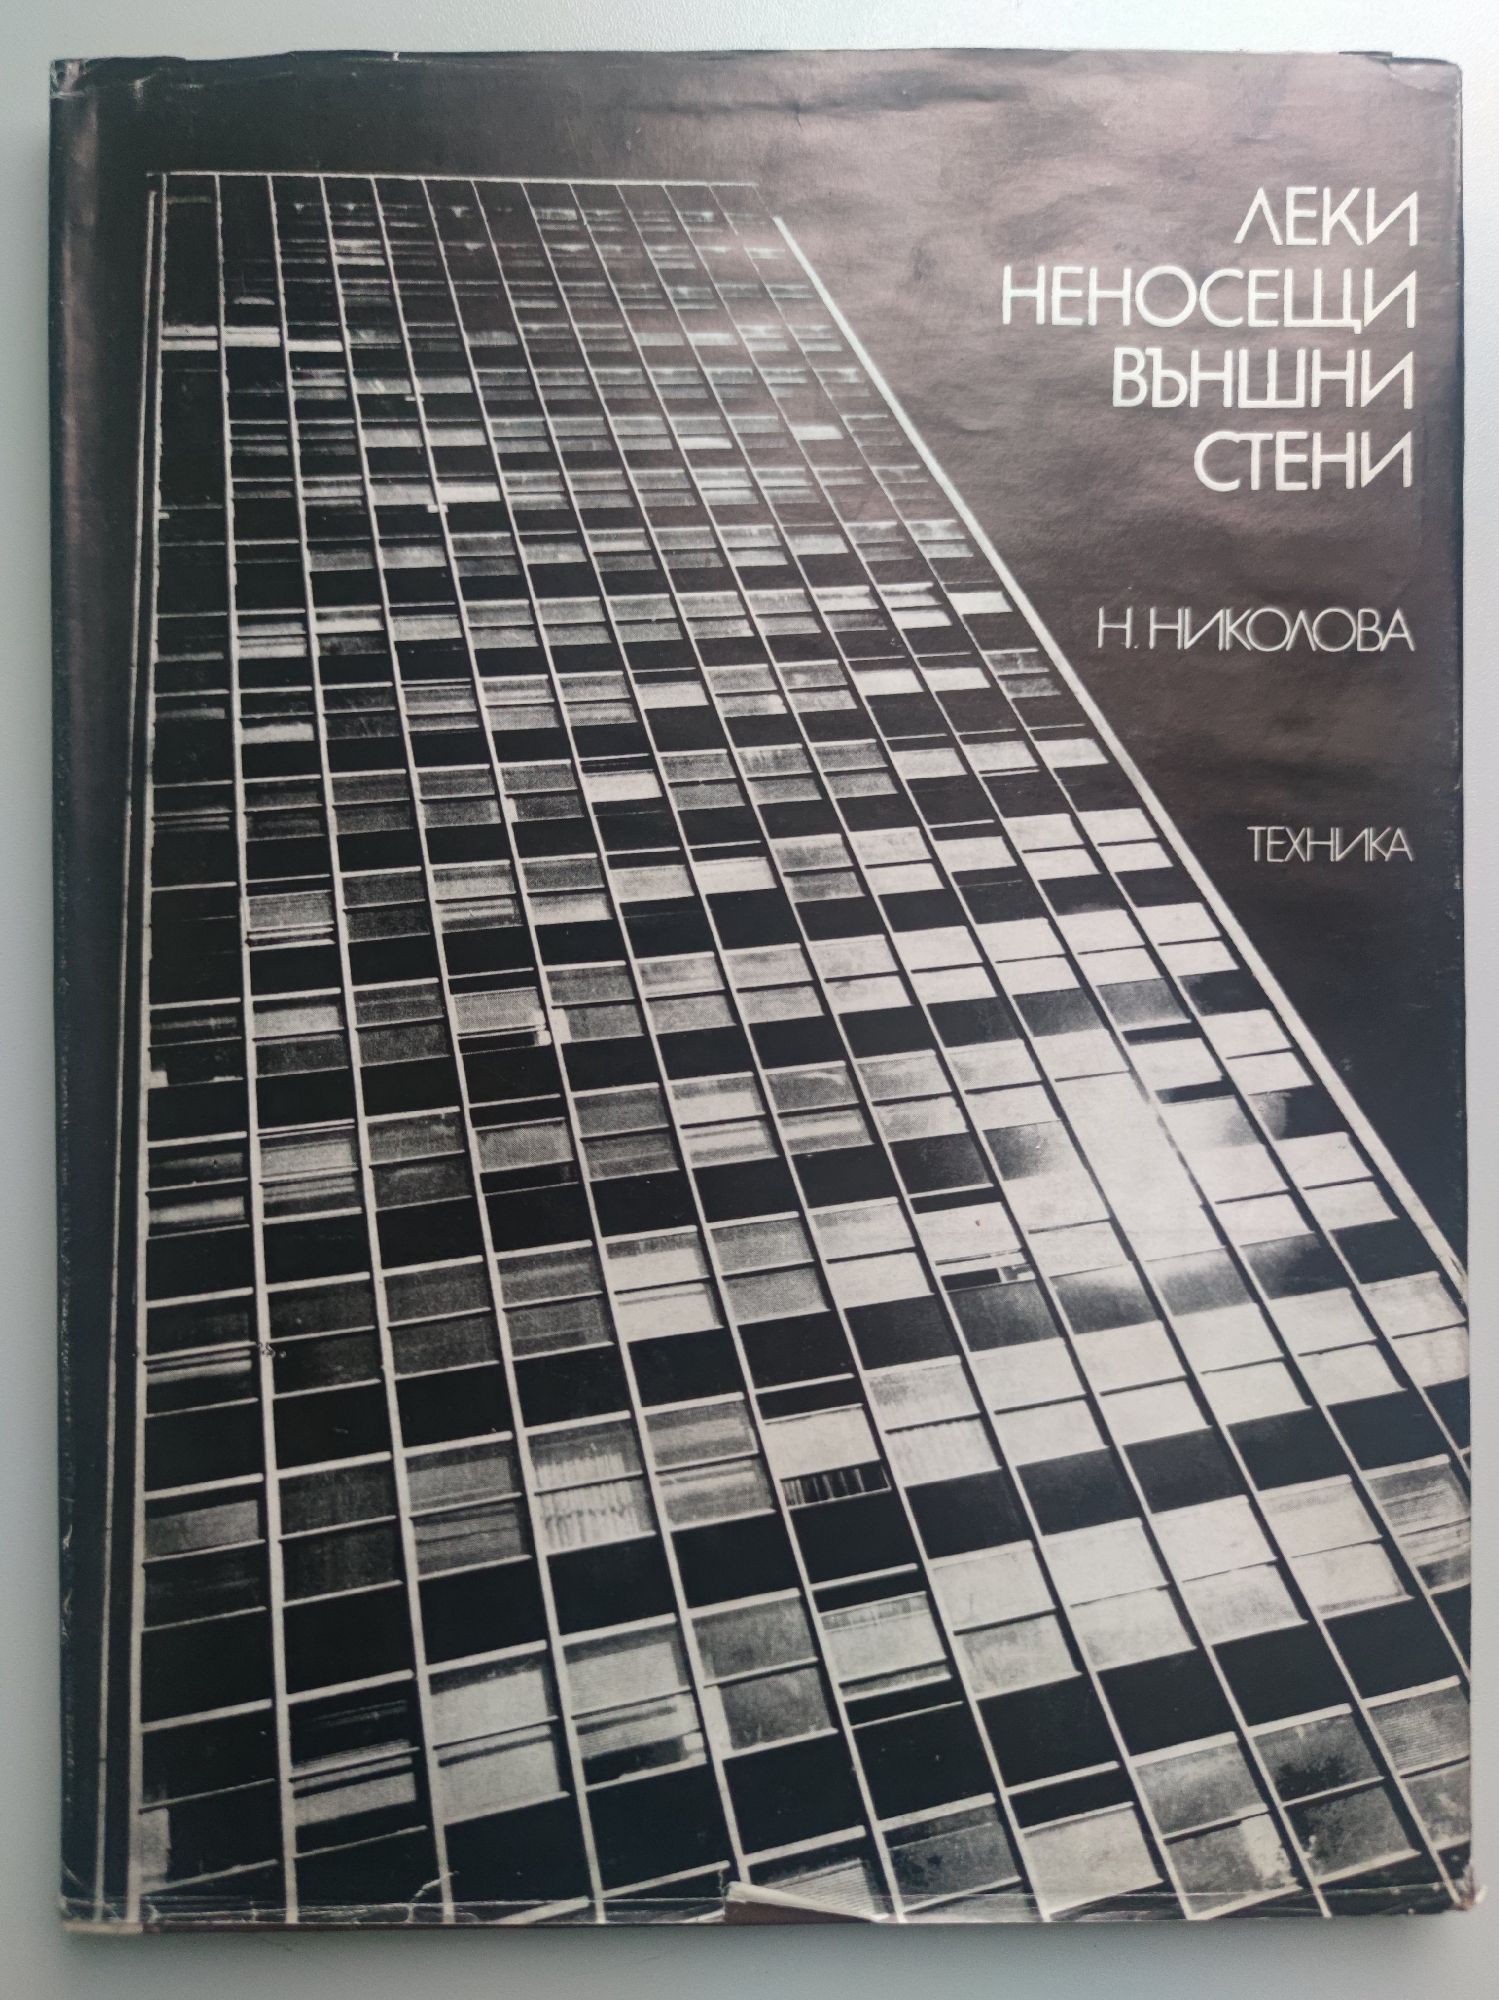 ЛЕКИ
НЕНОСЕЩИ
ВЪНШНИ
СТЕНИ
Н. НИКОЛОВА
ТЕХНИКА